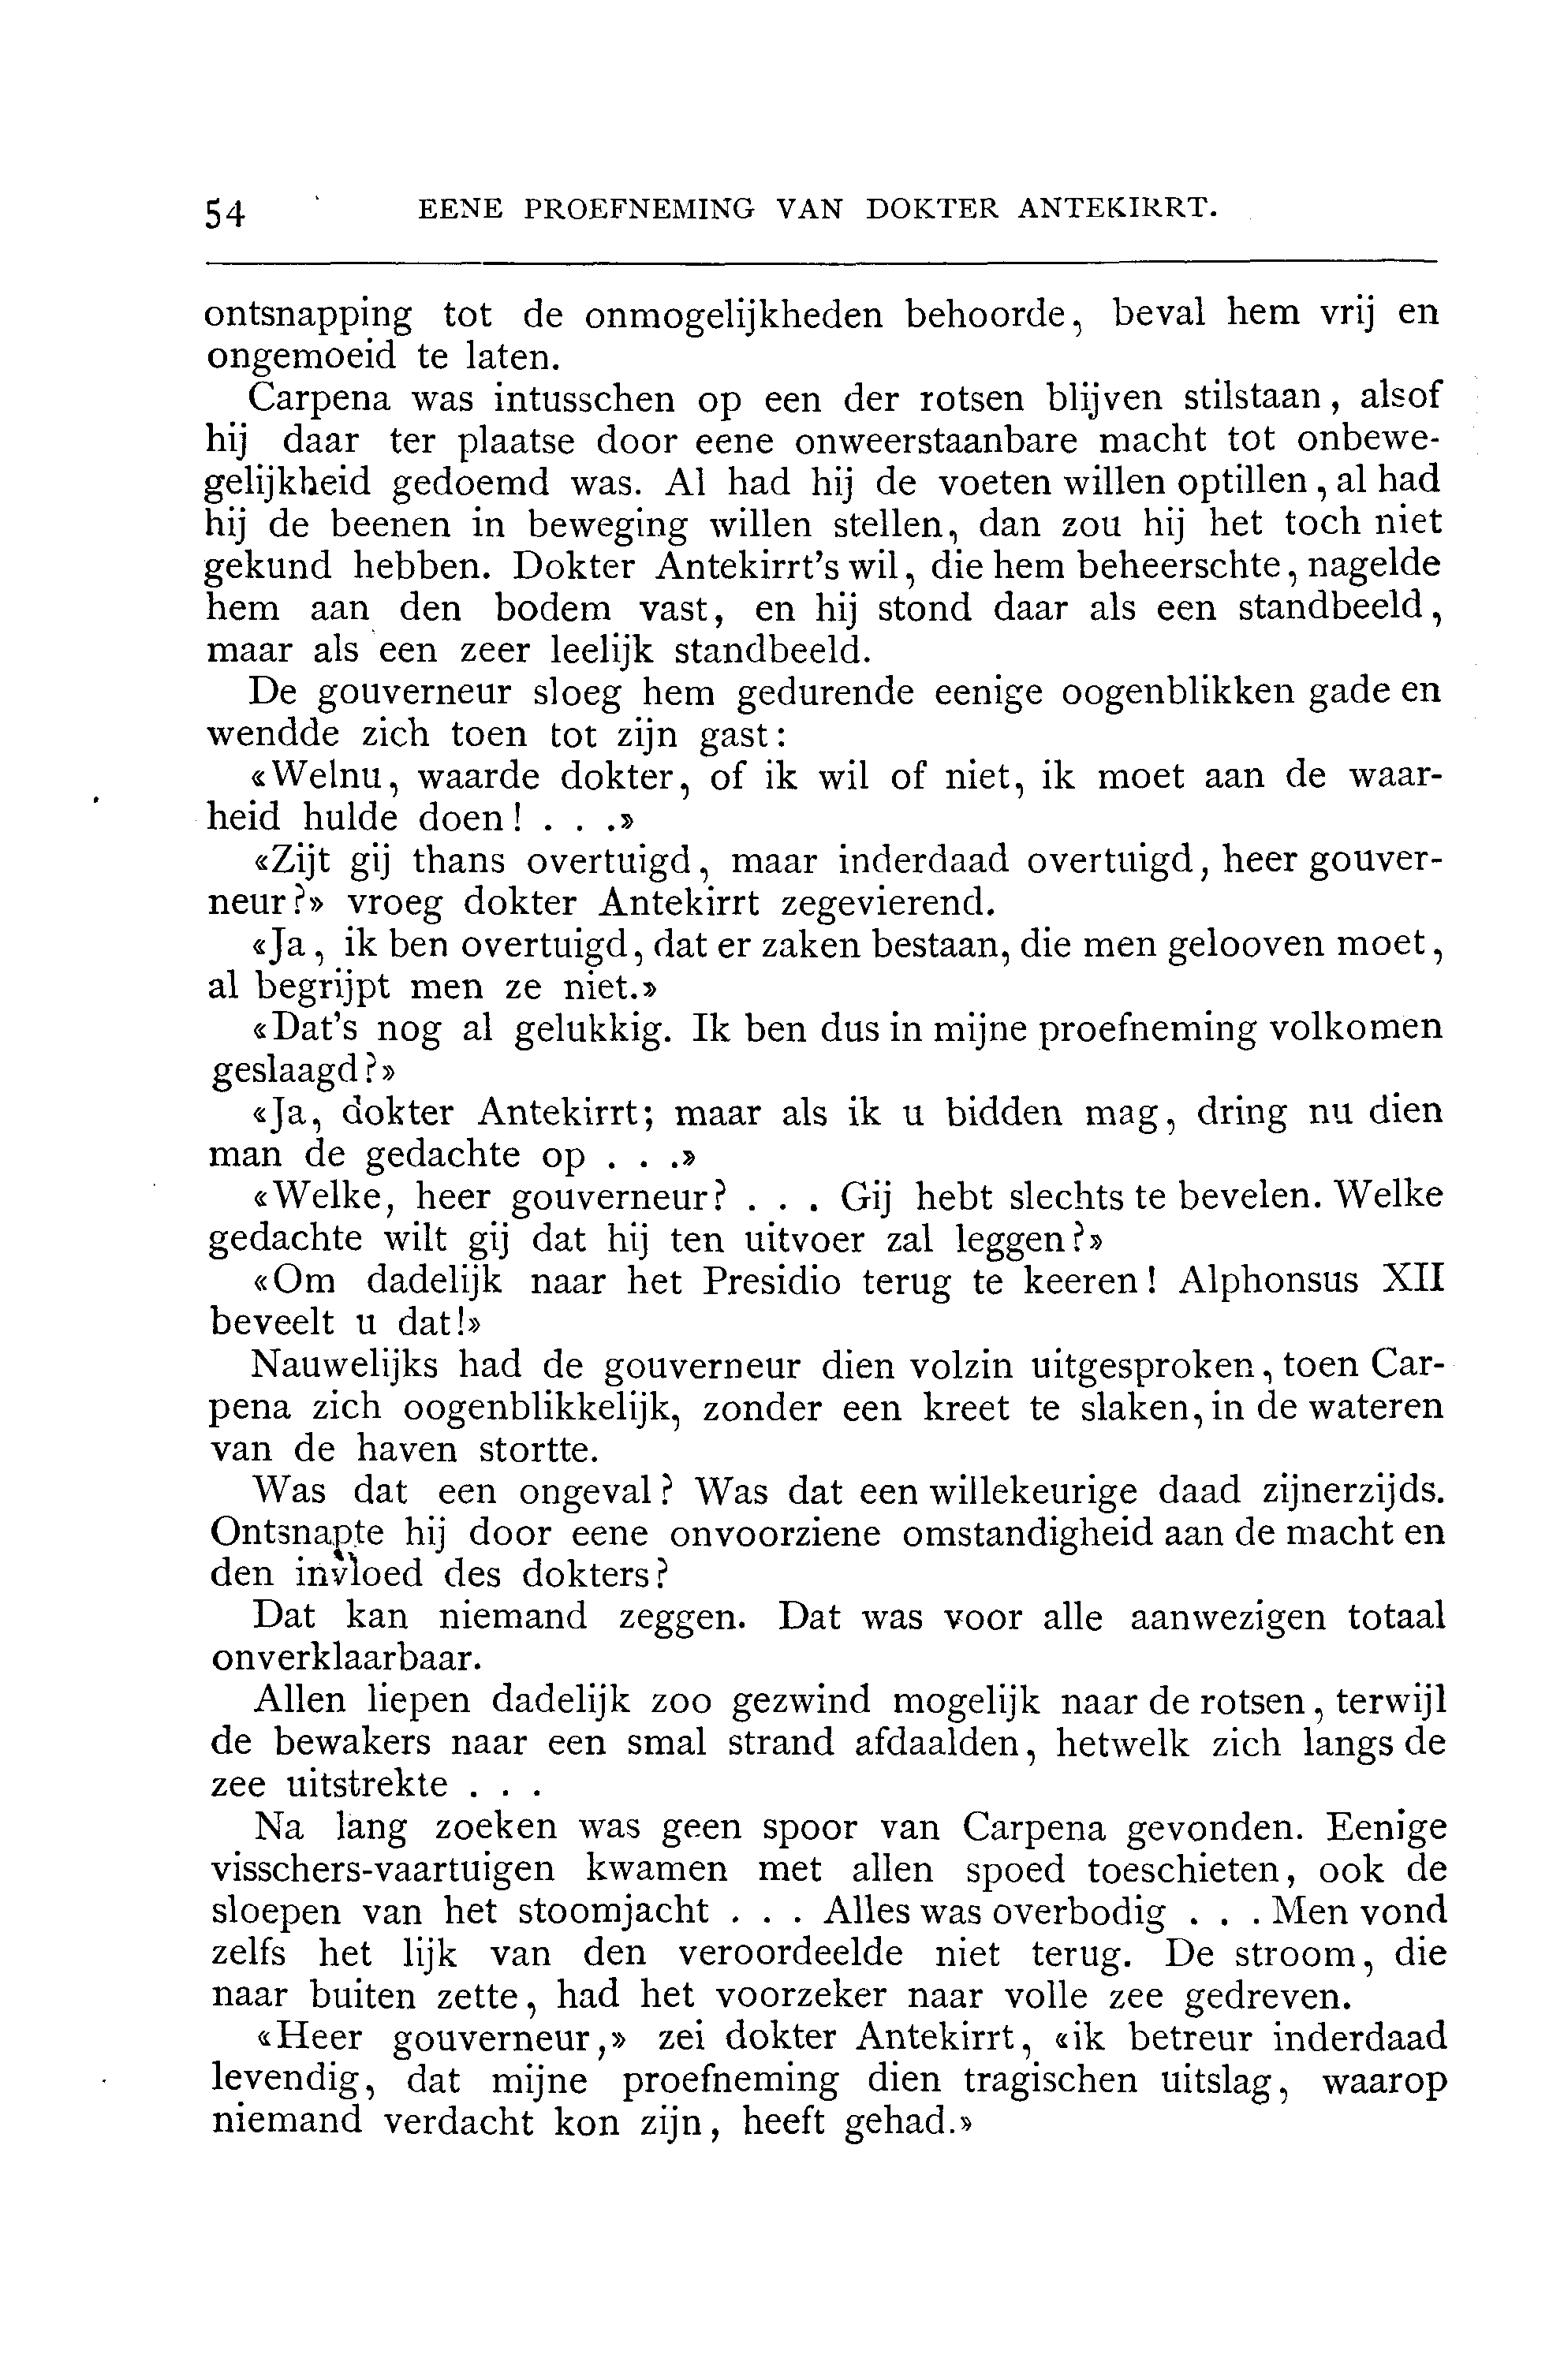 54 EENE PROEFNEMING VAN DOKTER ANTEKIRRT.
ontsnapping tot de onmogelijkheden behoorde, beval hem vrij en
ongemoeid te laten.
Carpena was intusschen op een der rotsen blijven stilstaan, alsof
hij daar ter plaatse door eene onweerstaanbare macht tot onbewe-
gelijkheid gedoemd was. Al had hij de voeten willen optillen, al had
hij de beenen in beweging willen stellen, dan zou hij het toch niet
gekund hebben. Dokter Antekirrt's wil, die hem beheerschte, nagelde
hem aan den bodem vast, en hij stond daar als een standbeeld,
maar als een zeer leelijk standbeeld.
De gouverneur sloeg hem gedurende eenige oogenblikken gade en
wendde zich toen tot zijn gast:
«Welnu, waarde dokter, of ik wil of niet, ik moet aan de waar-
heid hulde doen! . . .»
«Zijt gij thans overtuigd, maar inderdaad overtuigd, heer gouver-
neur?» vroeg dokter Antekirrt zegevierend.
«Ja, ik ben overtuigd, dat er zaken bestaan, die men gelooven moet,
al begrijpt men ze niet.»
«Dat's nog al gelukkig. Ik ben dus in mijne proefneming volkomen
geslaagd?»
«Ja, dokter Antekirrt; maar als ik u bidden mag, dring nu dien
man de gedachte op . . .»
«Welke, heer gouverneur? . . . Gij hebt slechts te bevelen. Welke
gedachte wilt gij dat hij ten uitvoer zal leggen?»
«Om dadelijk naar het Presidio terug te keeren! Alphonsus XII
beveelt u dat!»
Nauwelijks had de gouverneur dien volzin uitgesproken, toen Car-
pena zich oogenblikkelijk, zonder een kreet te slaken, in de wateren
van de haven stortte.
Was dat een ongeval? Was dat een willekeurige daad zijnerzijds.
Ontsnapte hij door eene onvoorziene omstandigheid aan de macht en
den invloed des dokters?
Dat kan niemand zeggen. Dat was voor alle aanwezigen totaal
onverklaarbaar.
Allen liepen dadelijk zoo gezwind mogelijk naar de rotsen, terwijl
de bewakers naar een smal strand afdaalden, hetwelk zich langs de
zee uitstrekte . . .
Na lang zoeken was geen spoor van Carpena gevonden. Eenige
visschers-vaartuigen kwamen met allen spoed toeschieten, ook de
sloepen van het stoomjacht . . . Alles was overbodig . . . Men vond
zelfs het lijk van den veroordeelde niet terug. De stroom, die
naar buiten zette, had het voorzeker naar volle zee gedreven.
«Heer gouverneur,» zei dokter Antekirrt, «ik betreur inderdaad
levendig, dat mijne proefneming dien tragischen uitslag, waarop
niemand verdacht kon zijn, heeft gehad.»